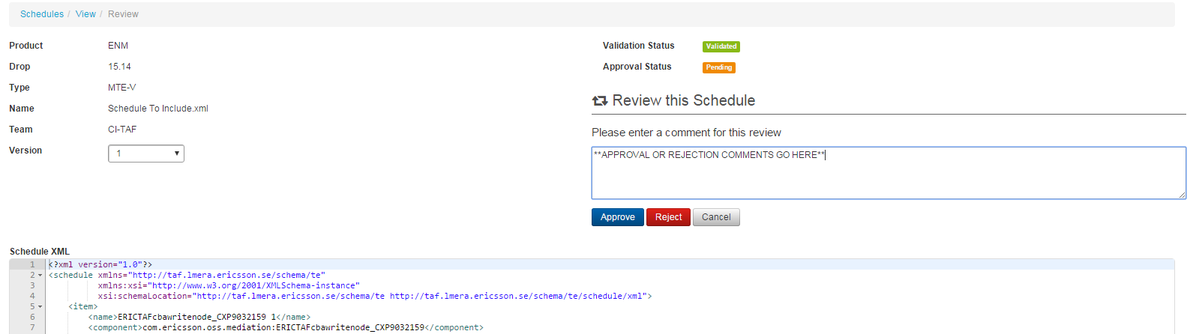 Schedules / View / Review
Product ENM
Drop 15.14
Type MTE-V
Name Schedule To Include.xml
Team CI-TAF
Version 1
Validation Status Validated
Approval Status Pending
Review this Schedule
Please enter a comment for this review
**APPROVAL OR REJECTION COMMENTS GO HERE**
Approve Reject Cancel
Schedule XML
1 <?xml version="1.0"?>
2 <schedule xmlns="http://taf.lmera.ericsson.se/schema/te"
3 xmlns:xsi="http://www.w3.org/2001/XMLSchema-instance"
4 xsi:schemaLocation="http://taf.lmera.ericsson.se/schema/te http://taf.lmera.ericsson.se/schema/te/schedule/xml">
5 <item>
6 <name>ERICTAFcbawritenode_CXP9032159 1</name>
7 <component>com.ericsson.oss.mediation:ERICTAFcbawritenode_CXP9032159</component>